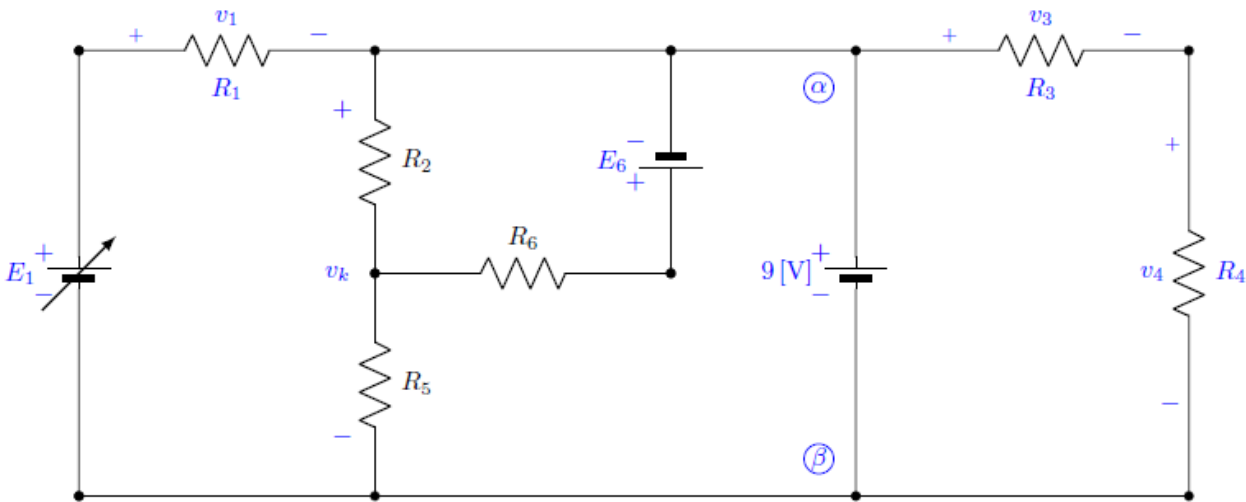 + v₁ −
R₁
+ v₃ −
R₃
α
+
R₂
−
E₆
+
+
R₆
E₁
+
−
vₖ
9 [V]
+
−
v₄
R₄
R₅
−
−
β